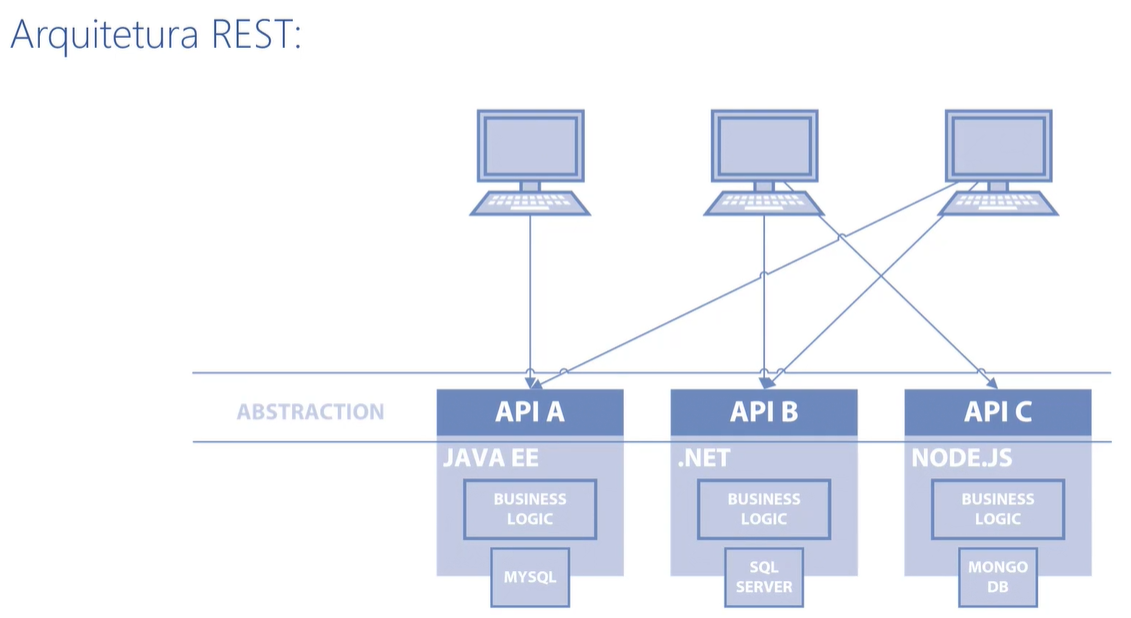 Arquitetura REST:
ABSTRACTION
API A
API B
API C
JAVA EE
.NET
NODE.JS
BUSINESS
LOGIC
BUSINESS
LOGIC
BUSINESS
LOGIC
MYSQL
SQL
SERVER
MONGO
DB